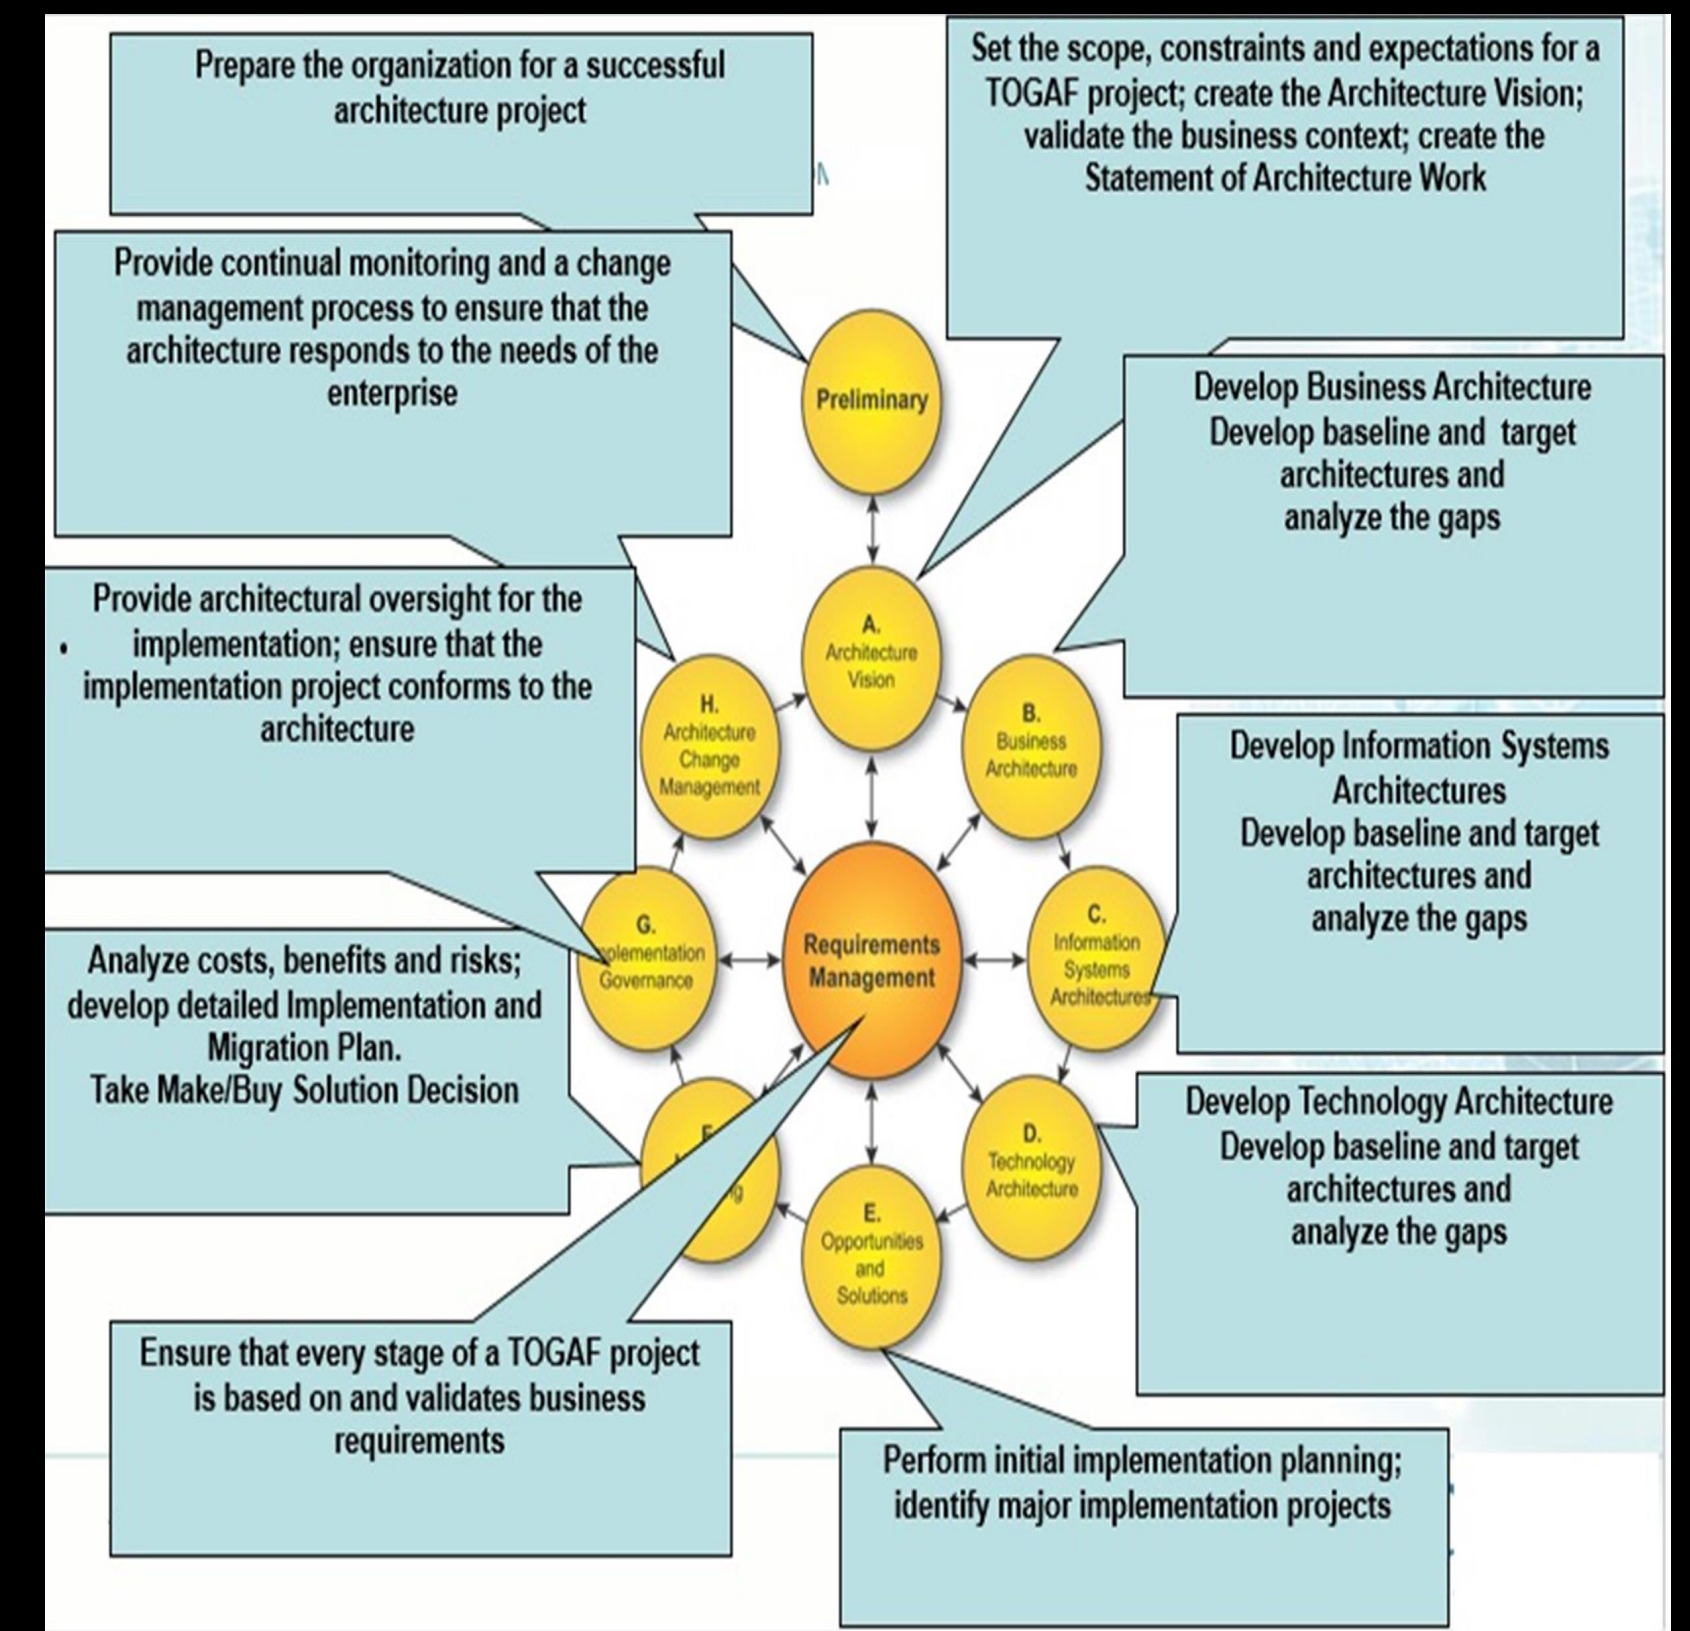 Prepare the organization for a successful
architecture project
Set the scope, constraints and expectations for a
TOGAF project; create the Architecture Vision;
validate the business context; create the
Statement of Architecture Work
Provide continual monitoring and a change
management process to ensure that the
architecture responds to the needs of the
enterprise
Preliminary
Develop Business Architecture
Develop baseline and target
architectures and
analyze the gaps
Provide architectural oversight for the
• implementation; ensure that the
implementation project conforms to the
architecture
A.
Architecture
Vision
H.
Architecture
Change
Management
B.
Business
Architecture
Develop Information Systems
Architectures
Develop baseline and target
architectures and
analyze the gaps
G.
plementation
Governance
Requirements
Management
C.
Information
Systems
Architectures
Analyze costs, benefits and risks;
develop detailed Implementation and
Migration Plan.
Take Make/Buy Solution Decision
D.
Technology
Architecture
Develop Technology Architecture
Develop baseline and target
architectures and
analyze the gaps
E.
Opportunities
and
Solutions
Ensure that every stage of a TOGAF project
is based on and validates business
requirements
Perform initial implementation planning;
identify major implementation projects